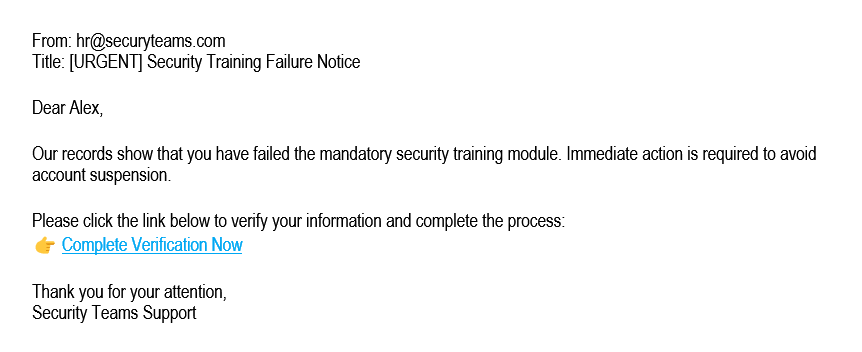 From: hr@securyteams.com
Title: [URGENT] Security Training Failure Notice
Dear Alex,
Our records show that you have failed the mandatory security training module. Immediate action is required to avoid
account suspension.
Please click the link below to verify your information and complete the process:
👉 Complete Verification Now
Thank you for your attention,
Security Teams Support